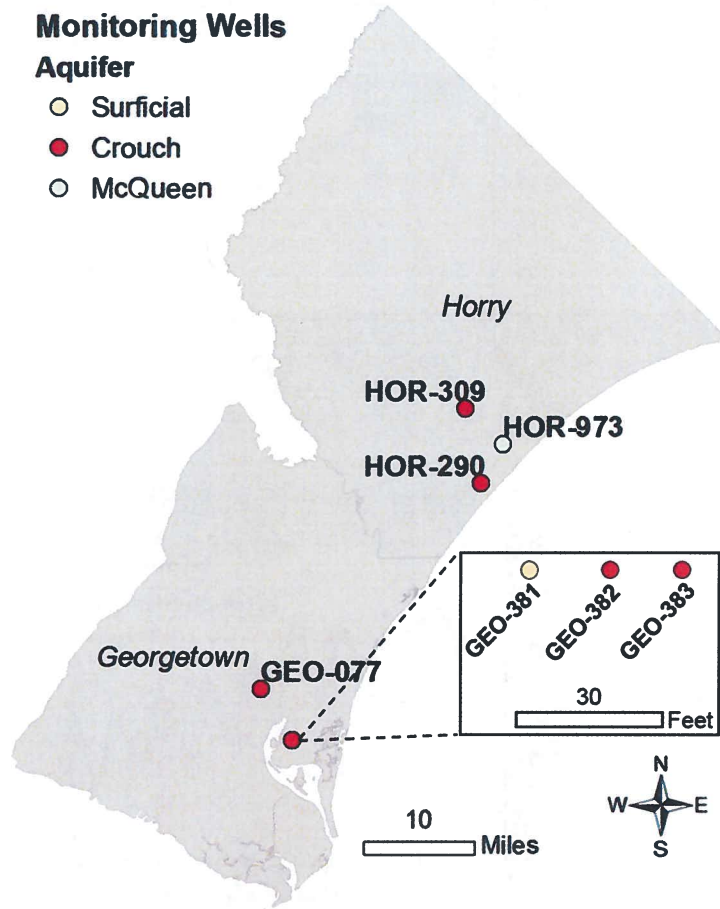 Monitoring Wells
Aquifer
Surficial
Crouch
McQueen
Horry
HOR-309
HOR-973
HOR-290
GEO-381
GEO-382
GEO-383
30
Feet
Georgetown
GEO-077
N
W
E
S
10
Miles